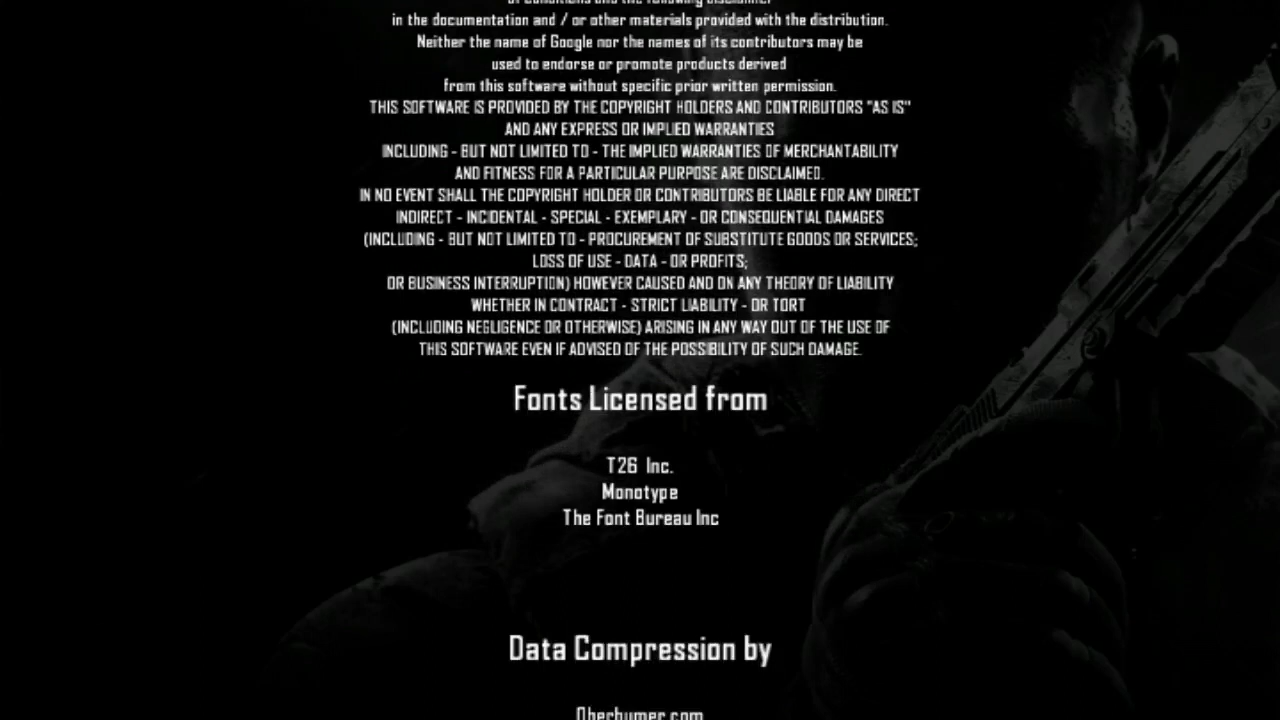 of conditions and the following disclaimer
in the documentation and / or other materials provided with the distribution.
Neither the name of Google nor the names of its contributors may be
used to endorse or promote products derived
from this software without specific prior written permission.
THIS SOFTWARE IS PROVIDED BY THE COPYRIGHT HOLDERS AND CONTRIBUTORS "AS IS"
AND ANY EXPRESS OR IMPLIED WARRANTIES
INCLUDING - BUT NOT LIMITED TO - THE IMPLIED WARRANTIES OF MERCHANTABILITY
AND FITNESS FOR A PARTICULAR PURPOSE ARE DISCLAIMED.
IN NO EVENT SHALL THE COPYRIGHT HOLDER OR CONTRIBUTORS BE LIABLE FOR ANY DIRECT
INDIRECT - INCIDENTAL - SPECIAL - EXEMPLARY - OR CONSEQUENTIAL DAMAGES
(INCLUDING - BUT NOT LIMITED TO - PROCUREMENT OF SUBSTITUTE GOODS OR SERVICES;
LOSS OF USE - DATA - OR PROFITS;
OR BUSINESS INTERRUPTION) HOWEVER CAUSED AND ON ANY THEORY OF LIABILITY
WHETHER IN CONTRACT - STRICT LIABILITY - OR TORT
(INCLUDING NEGLIGENCE OR OTHERWISE) ARISING IN ANY WAY OUT OF THE USE OF
THIS SOFTWARE EVEN IF ADVISED OF THE POSSIBILITY OF SUCH DAMAGE.
Fonts Licensed from
T26 Inc.
Monotype
The Font Bureau Inc
Data Compression by
Oberhumer.com